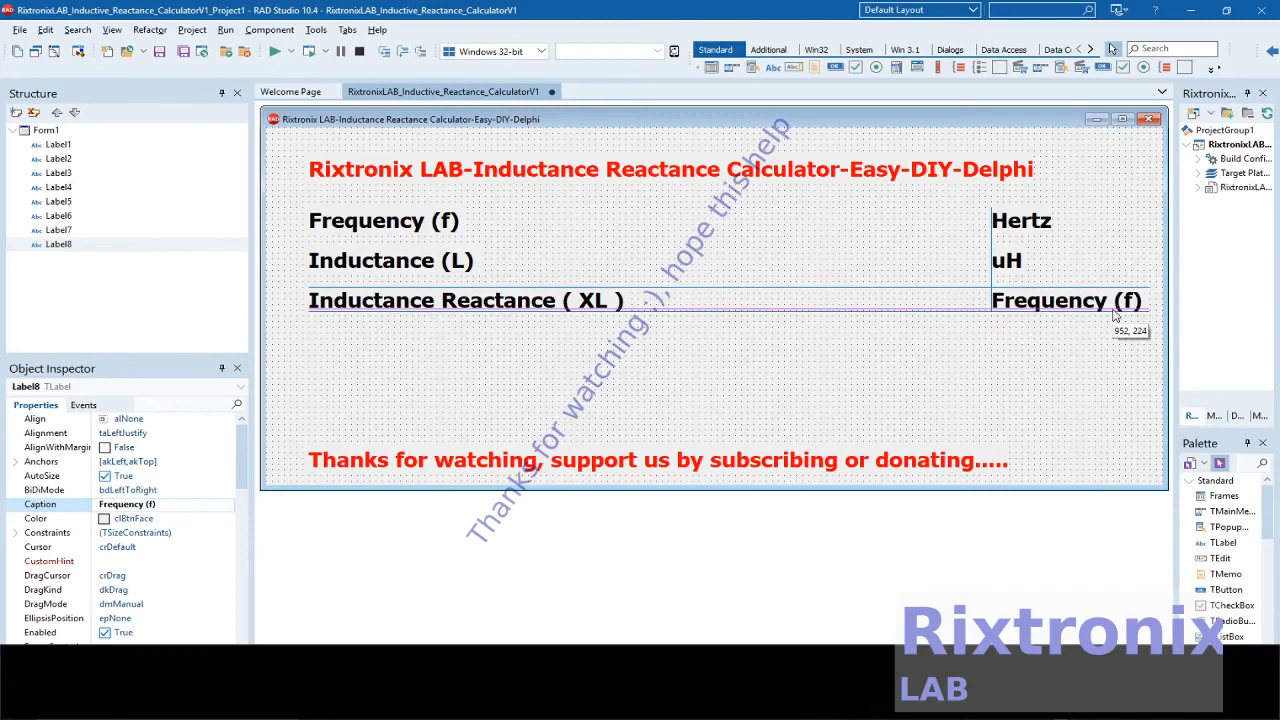 RixtronixLAB_Inductive_Reactance_CalculatorV1_Project1 - RAD Studio 10.4 - RixtronixLAB_Inductive_Reactance_CalculatorV1
Default Layout
File Edit Search View Refactor Project Run Component Tools Tabs Help
Windows 32-bit
Standard Additional Win32 System Win 3.1 Dialogs Data Access Data C
Search
Structure
Form1
Label1
Label2
Label3
Label4
Label5
Label6
Label7
Label8
Object Inspector
Label8 TLabel
Properties Events
Align alNone
Alignment taLeftJustify
AlignWithMargin False
Anchors [akLeft,akTop]
AutoSize True
BiDiMode bdLeftToRight
Caption Frequency (f)
Color clBtnFace
Constraints (TSizeConstraints)
Cursor crDefault
CustomHint
DragCursor crDrag
DragKind dkDrag
DragMode dmManual
EllipsisPosition epNone
Enabled True
Welcome Page RixtronixLAB_Inductive_Reactance_CalculatorV1
Rixtronix LAB-Inductance Reactance Calculator-Easy-DIY-Delphi
Rixtronix LAB-Inductance Reactance Calculator-Easy-DIY-Delphi
Frequency (f) Hertz
Inductance (L) uH
Inductance Reactance ( XL ) Frequency (f)
952, 224
Thanks for watching, support us by subscribing or donating.....
Thanks for watching :), hope this help
Rixtronix...
ProjectGroup1
RixtronixLAB...
Build Confi...
Target Plat...
RixtronixLA...
R... M... D... M...
Palette
Standard
Frames
TMainMe...
TPopup...
TLabel
TEdit
TMemo
TButton
TCheckBox
Rixtronix
LAB